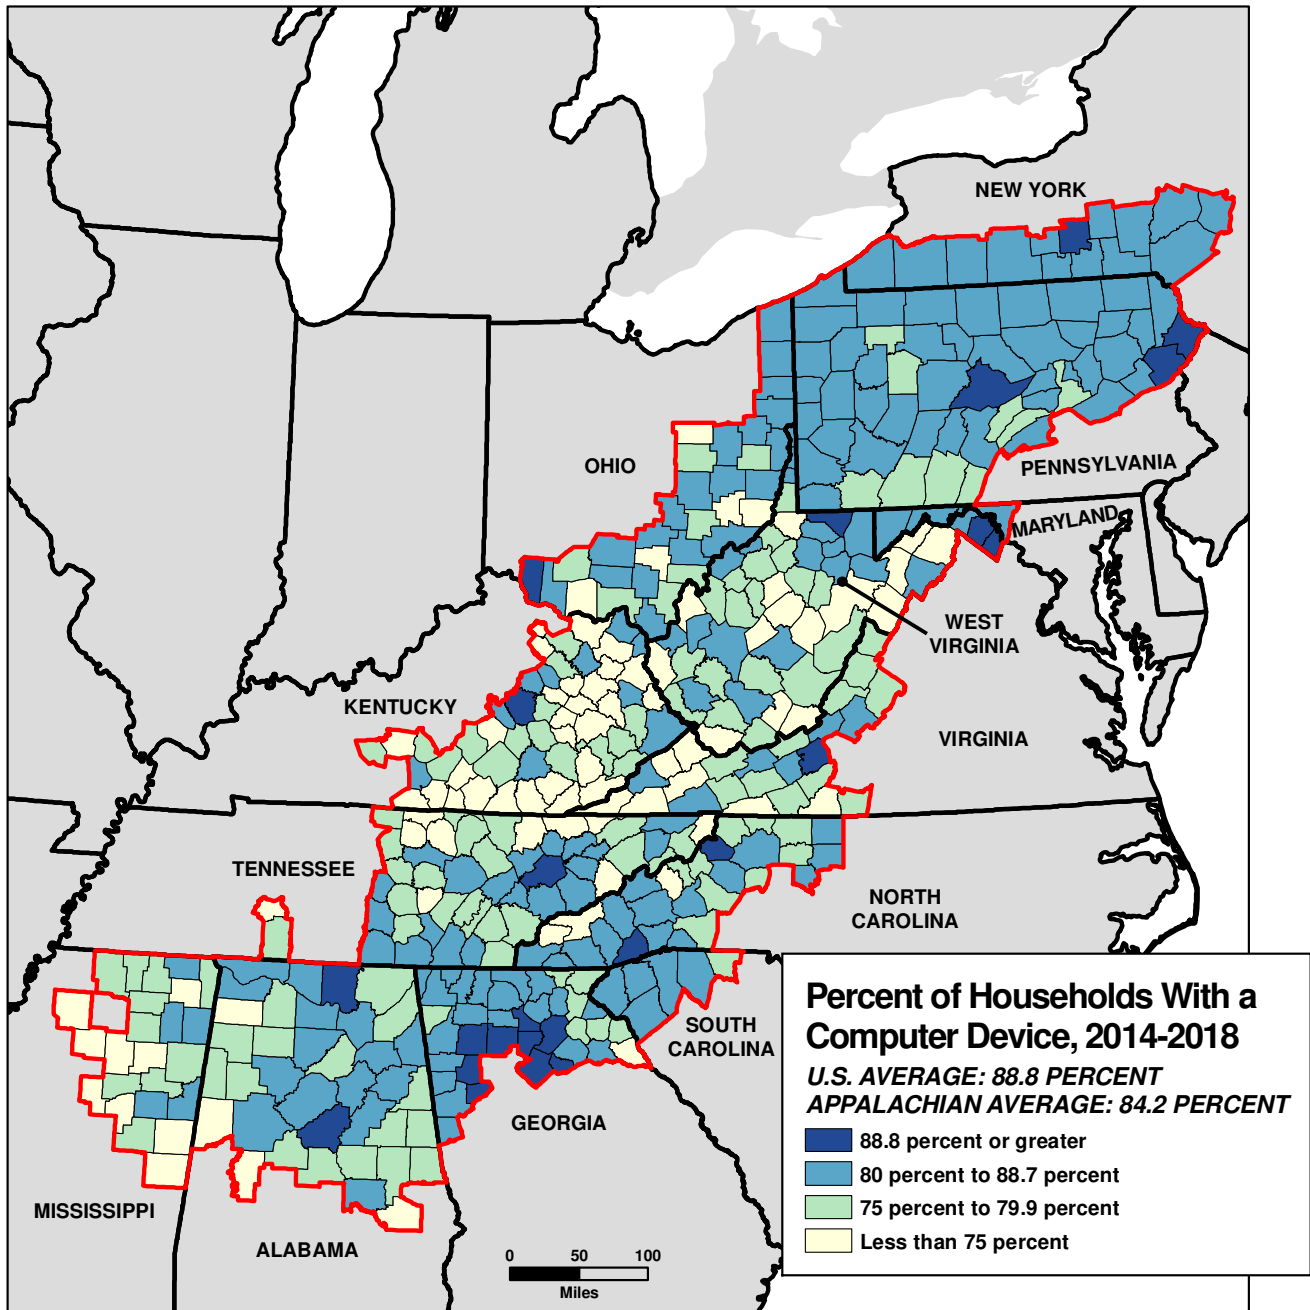 NEW YORK
OHIO
PENNSYLVANIA
MARYLAND
WEST
VIRGINIA
KENTUCKY
VIRGINIA
TENNESSEE
NORTH
CAROLINA
SOUTH
CAROLINA
GEORGIA
MISSISSIPPI
ALABAMA
0 50 100
Miles
Percent of Households With a
Computer Device, 2014-2018
U.S. AVERAGE: 88.8 PERCENT
APPALACHIAN AVERAGE: 84.2 PERCENT
88.8 percent or greater
80 percent to 88.7 percent
75 percent to 79.9 percent
Less than 75 percent